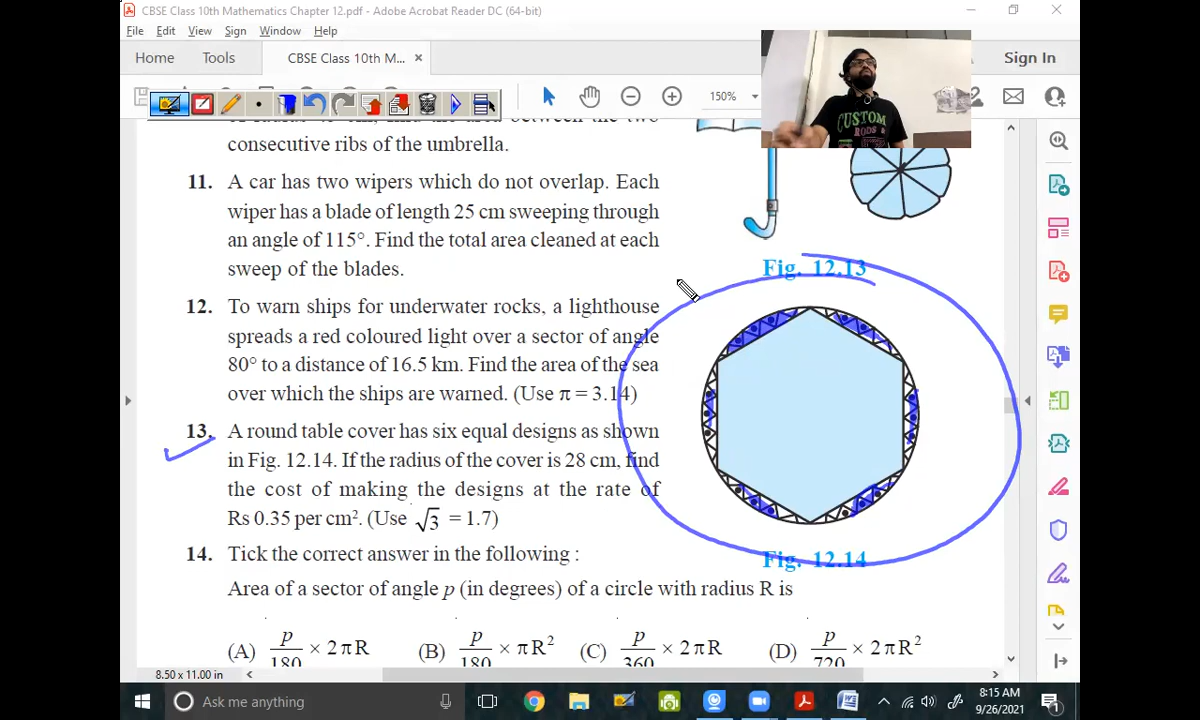 CBSE Class 10th Mathematics Chapter 12.pdf - Adobe Acrobat Reader DC (64-bit)
File Edit View Sign Window Help
Home Tools CBSE Class 10th M... × Sign In
150%
CUSTOM
RODS
consecutive ribs of the umbrella.
11. A car has two wipers which do not overlap. Each
wiper has a blade of length 25 cm sweeping through
an angle of 115°. Find the total area cleaned at each
sweep of the blades.
Fig. 12.13
12. To warn ships for underwater rocks, a lighthouse
spreads a red coloured light over a sector of angle
80° to a distance of 16.5 km. Find the area of the sea
over which the ships are warned. (Use π = 3.14)
13. A round table cover has six equal designs as shown
in Fig. 12.14. If the radius of the cover is 28 cm, find
the cost of making the designs at the rate of
Rs 0.35 per cm². (Use √3 = 1.7)
Fig. 12.14
14. Tick the correct answer in the following :
Area of a sector of angle p (in degrees) of a circle with radius R is
(A) p/180 × 2πR (B) p/180 × πR² (C) p/360 × 2πR (D) p/720 × 2πR²
8.50 x 11.00 in
Ask me anything
8:15 AM
9/26/2021